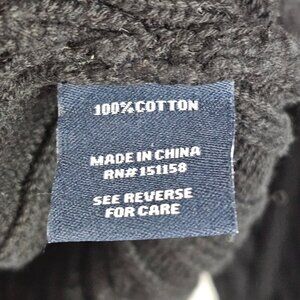 100%COTTON
MADE IN CHINA
RN#151158
SEE REVERSE
FOR CARE